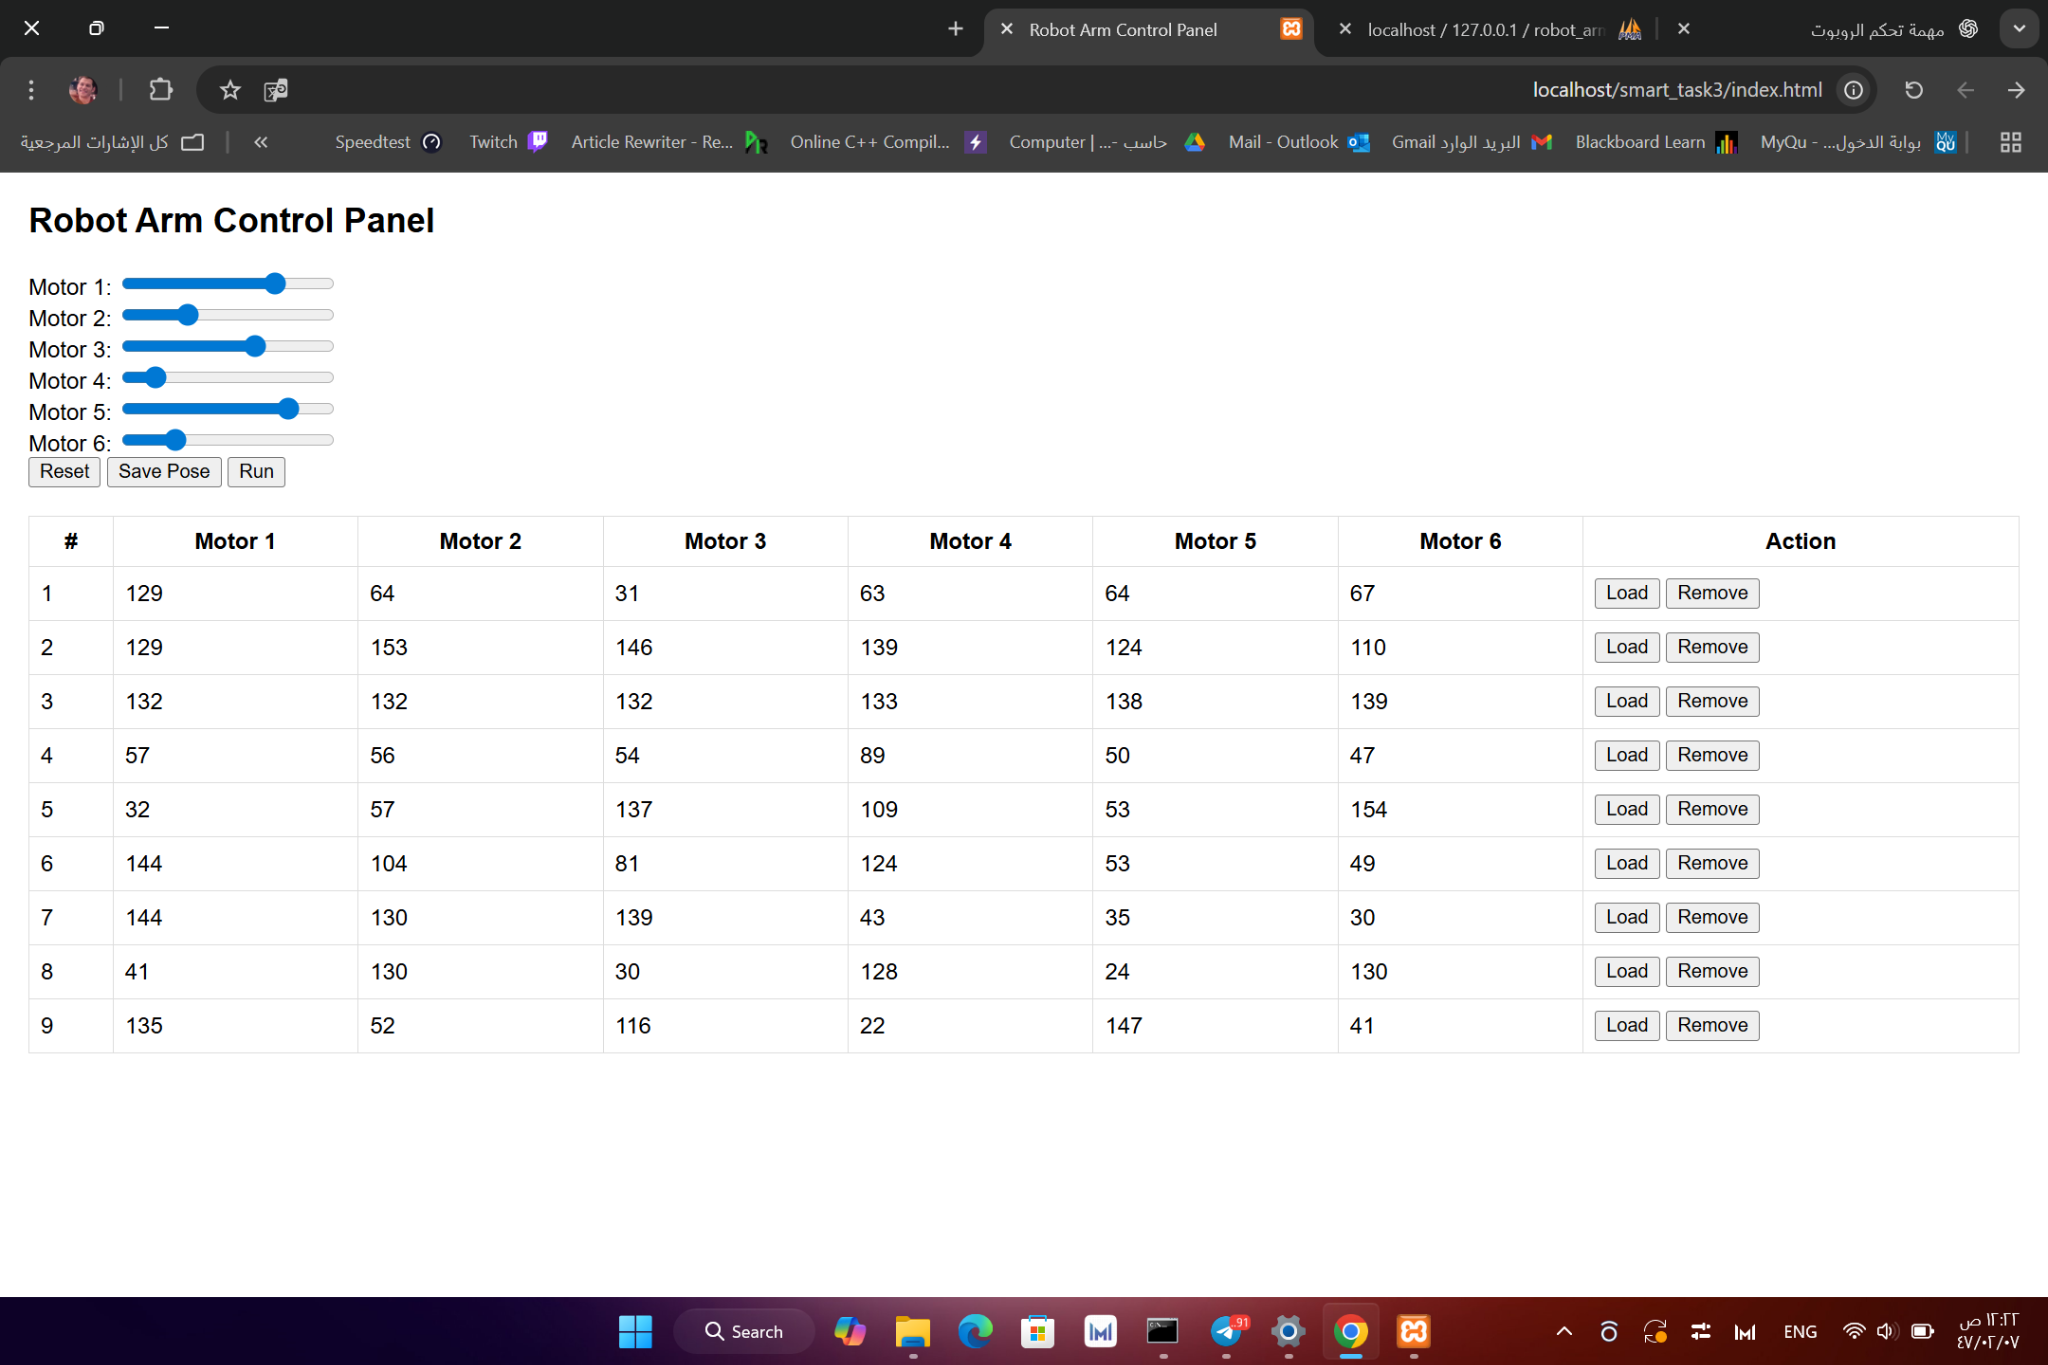 Robot Arm Control Panel
localhost / 127.0.0.1 / robot_arm
مهمة تحكم الروبوت
localhost/smart_task3/index.html
كل الإشارات المرجعية
«
Speedtest
Twitch
Article Rewriter - Re...
Online C++ Compil...
Computer | حاسب -...
Mail - Outlook
البريد الوارد Gmail
Blackboard Learn
بوابة الدخول... - MyQu
Robot Arm Control Panel
Motor 1:
Motor 2:
Motor 3:
Motor 4:
Motor 5:
Motor 6:
Reset Save Pose Run
# Motor 1 Motor 2 Motor 3 Motor 4 Motor 5 Motor 6 Action
1 129 64 31 63 64 67 Load Remove
2 129 153 146 139 124 110 Load Remove
3 132 132 132 133 138 139 Load Remove
4 57 56 54 89 50 47 Load Remove
5 32 57 137 109 53 154 Load Remove
6 144 104 81 124 53 49 Load Remove
7 144 130 139 43 35 30 Load Remove
8 41 130 30 128 24 130 Load Remove
9 135 52 116 22 147 41 Load Remove
Search
..91
ENG
١٢:٢٢ ص
٤٧/٠٢/٠٧